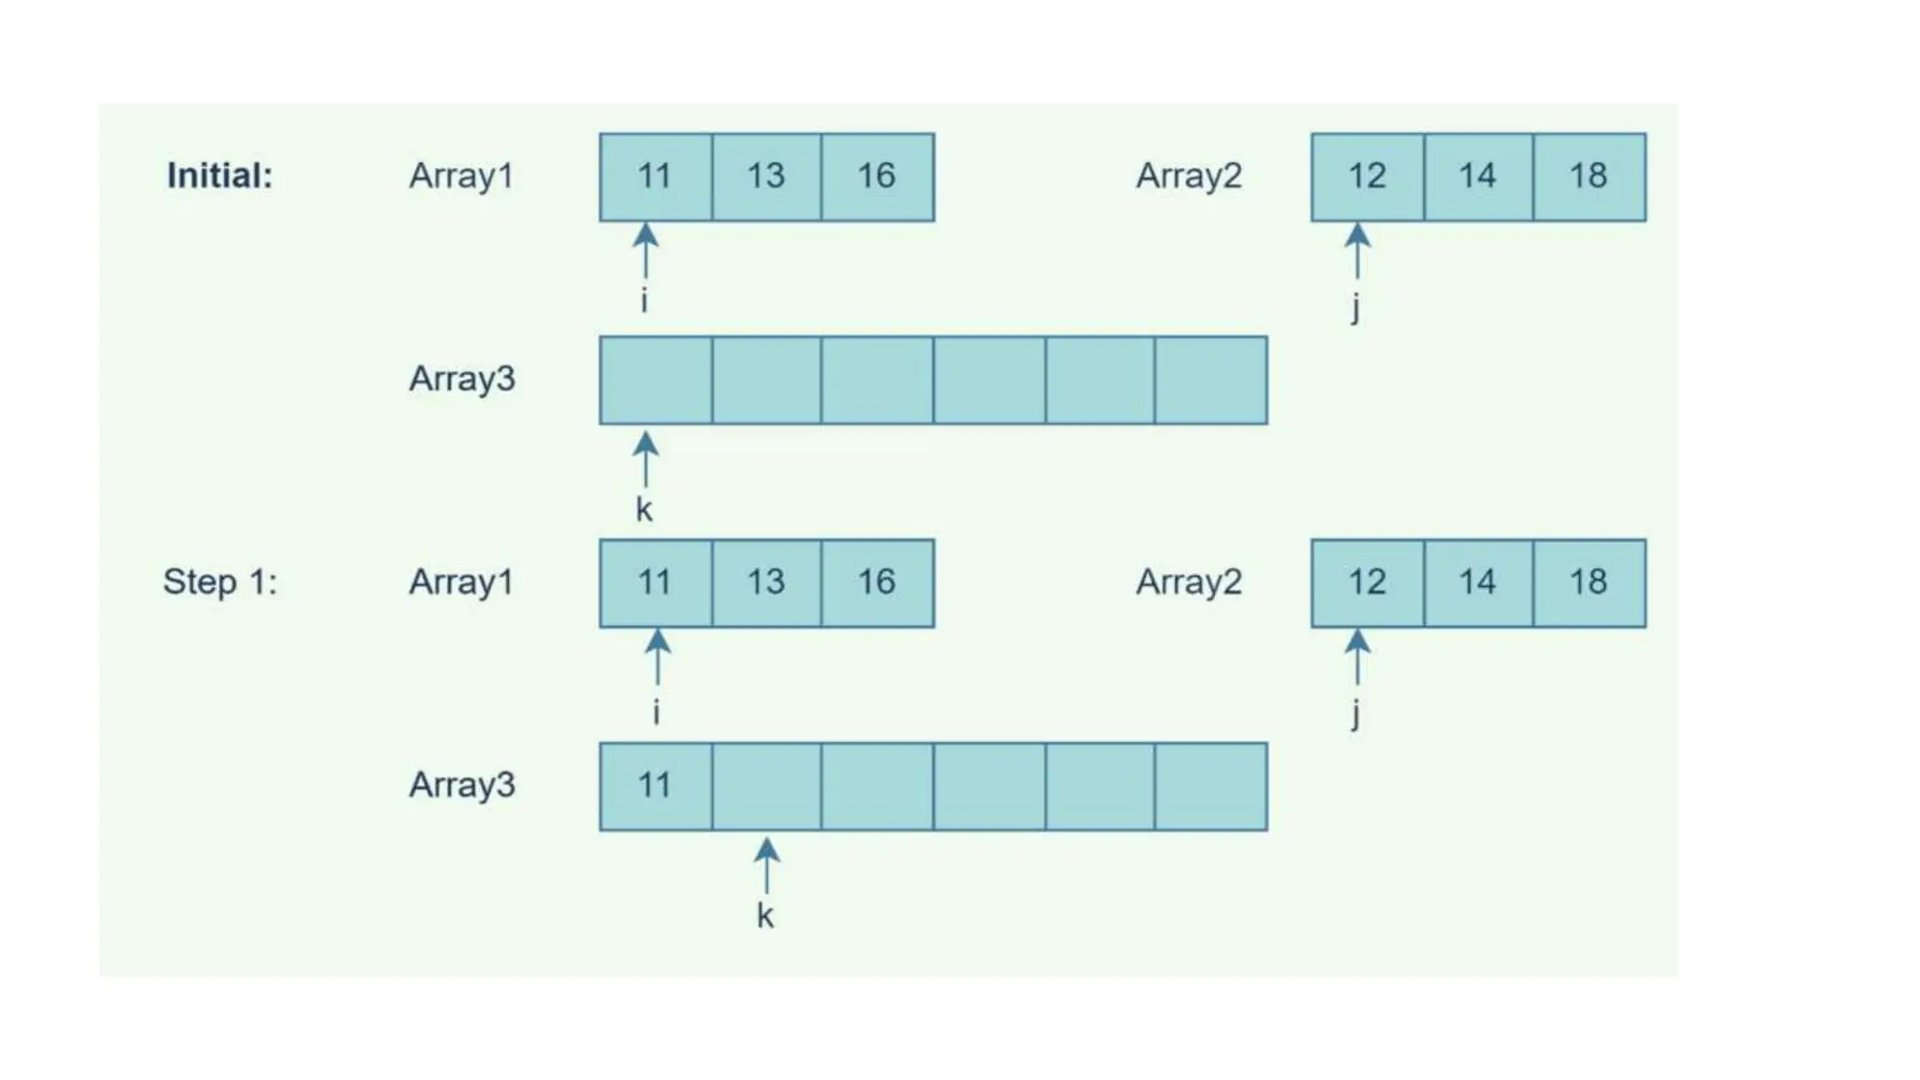 Initial: Array1 11 13 16 Array2 12 14 18
i j
Array3
k
Step 1: Array1 11 13 16 Array2 12 14 18
i j
Array3 11
k